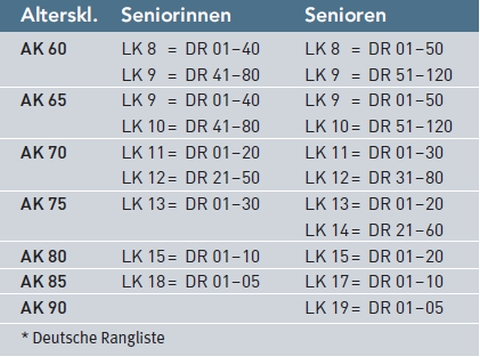 Alterskl. Seniorinnen Senioren
AK 60 LK 8 = DR 01–40 LK 8 = DR 01–50
LK 9 = DR 41–80 LK 9 = DR 51–120
AK 65 LK 9 = DR 01–40 LK 9 = DR 01–50
LK 10 = DR 41–80 LK 10 = DR 51–120
AK 70 LK 11 = DR 01–20 LK 11 = DR 01–30
LK 12 = DR 21–50 LK 12 = DR 31–80
AK 75 LK 13 = DR 01–30 LK 13 = DR 01–20
LK 14 = DR 21–60
AK 80 LK 15 = DR 01–10 LK 15 = DR 01–20
AK 85 LK 18 = DR 01–05 LK 17 = DR 01–10
AK 90 LK 19 = DR 01–05
* Deutsche Rangliste